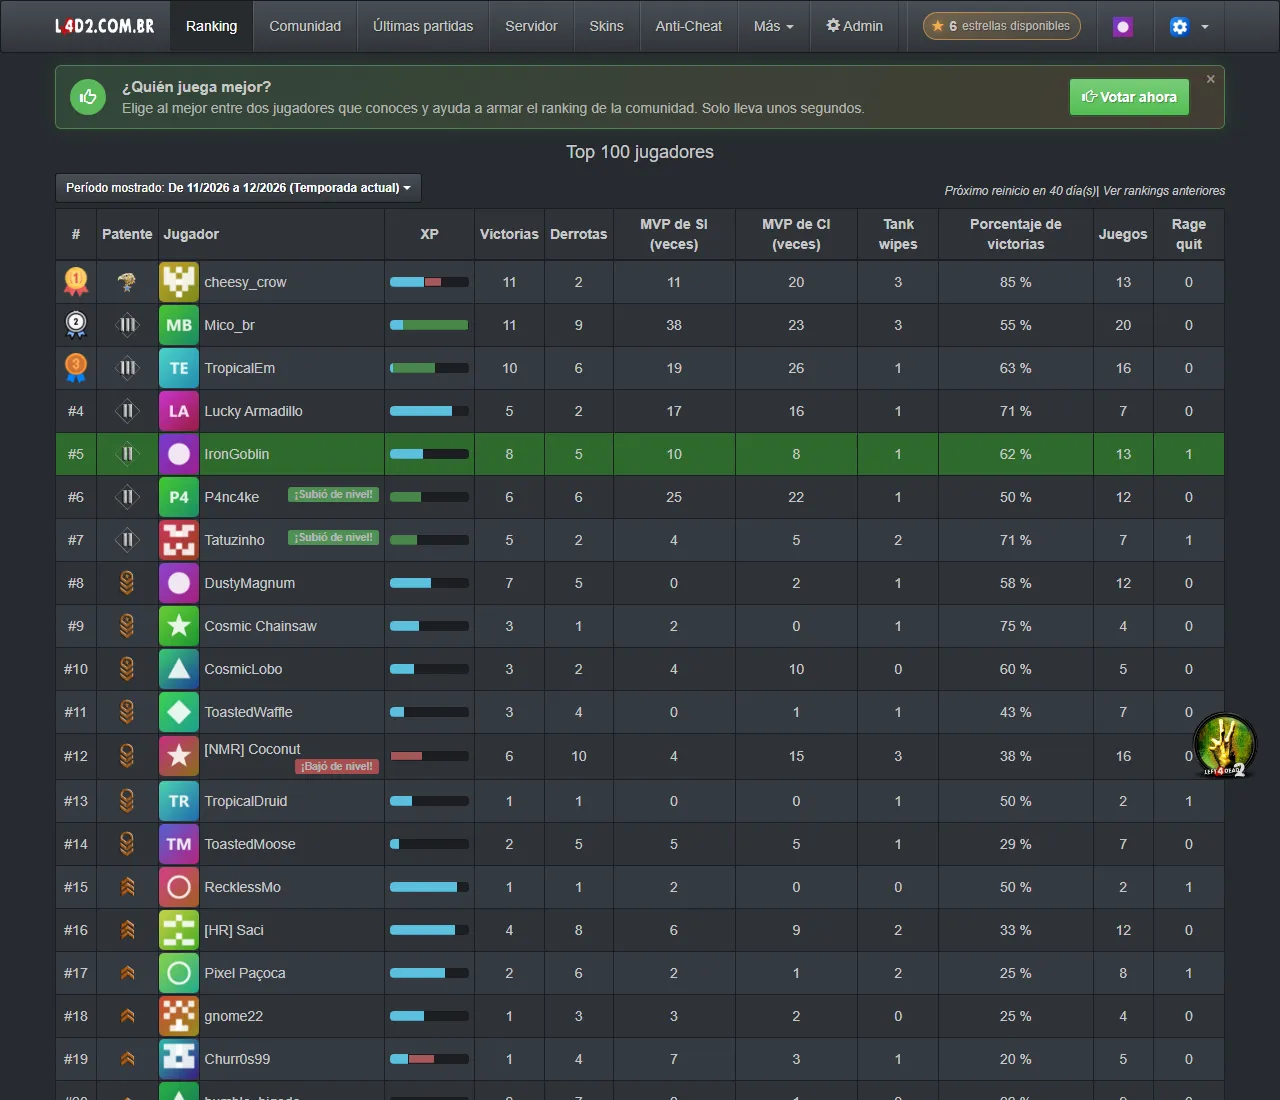 L4D2.COM.BR Ranking Comunidad Últimas partidas Servidor Skins Anti-Cheat Más Admin 6 estrellas disponibles
¿Quién juega mejor?
Elige al mejor entre dos jugadores que conoces y ayuda a armar el ranking de la comunidad. Solo lleva unos segundos.
Votar ahora
×
Top 100 jugadores
Período mostrado: De 11/2026 a 12/2026 (Temporada actual)
Próximo reinicio en 40 día(s)| Ver rankings anteriores
# Patente Jugador XP Victorias Derrotas MVP de SI (veces) MVP de CI (veces) Tank wipes Porcentaje de victorias Juegos Rage quit
1 cheesy_crow 11 2 11 20 3 85 % 13 0
2 MB Mico_br 11 9 38 23 3 55 % 20 0
3 TE TropicalEm 10 6 19 26 1 63 % 16 0
#4 LA Lucky Armadillo 5 2 17 16 1 71 % 7 0
#5 IronGoblin 8 5 10 8 1 62 % 13 1
#6 P4 P4nc4ke ¡Subió de nivel! 6 6 25 22 1 50 % 12 0
#7 Tatuzinho ¡Subió de nivel! 5 2 4 5 2 71 % 7 1
#8 DustyMagnum 7 5 0 2 1 58 % 12 0
#9 Cosmic Chainsaw 3 1 2 0 1 75 % 4 0
#10 CosmicLobo 3 2 4 10 0 60 % 5 0
#11 ToastedWaffle 3 4 0 1 1 43 % 7 0
#12 [NMR] Coconut ¡Bajó de nivel! 6 10 4 15 3 38 % 16 0
LEFT4DEAD2
#13 TR TropicalDruid 1 1 0 0 1 50 % 2 1
#14 TM ToastedMoose 2 5 5 5 1 29 % 7 0
#15 RecklessMo 1 1 2 0 0 50 % 2 1
#16 [HR] Saci 4 8 6 9 2 33 % 12 0
#17 Pixel Paçoca 2 6 2 1 2 25 % 8 1
#18 gnome22 1 3 3 2 0 25 % 4 0
#19 Churr0s99 1 4 7 3 1 20 % 5 0